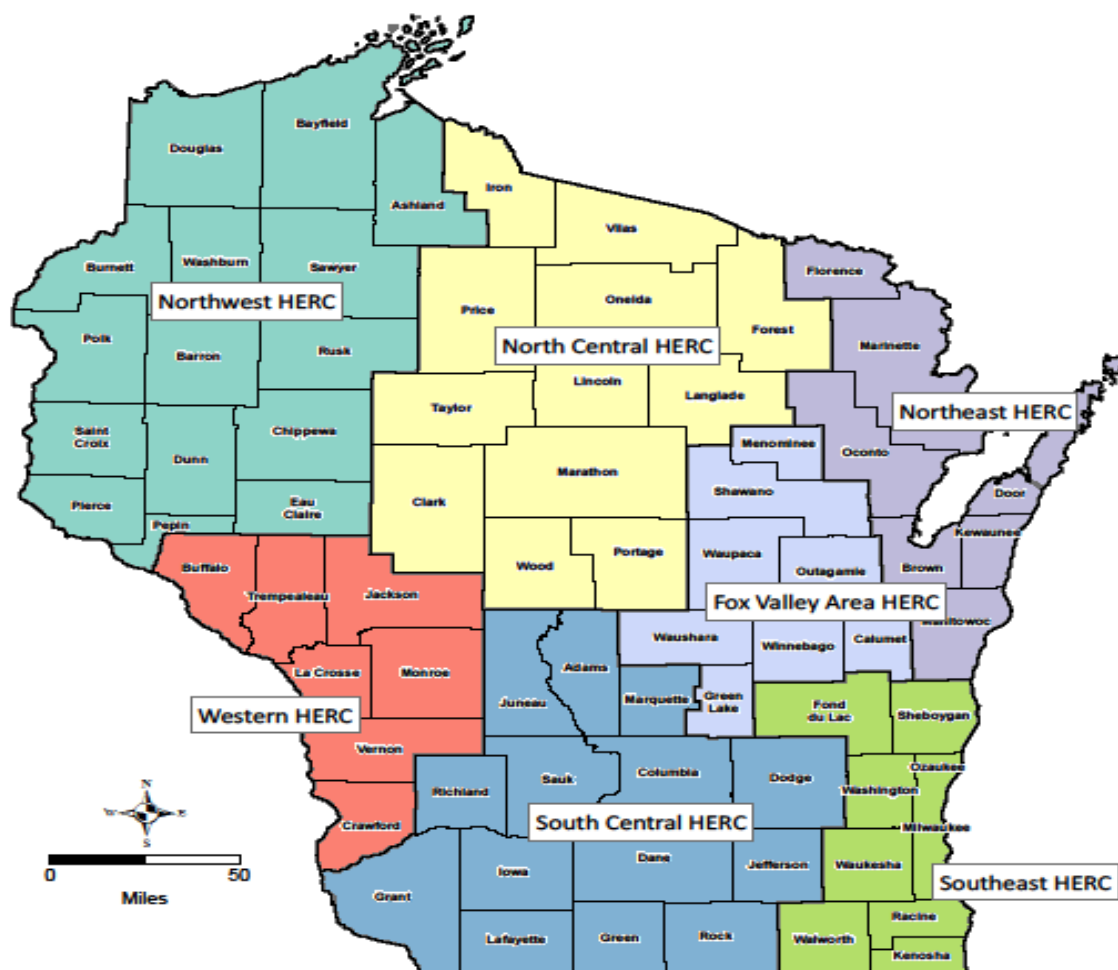 Bayfield
Douglas
Iron
Ashland
Vilas
Burnett
Washburn
Sawyer
Florence
Northwest HERC
Oneida
Price
Forest
Polk
Barron
Rusk
North Central HERC
Marinette
Lincoln
Langlade
Taylor
Northeast HERC
Saint
Croix
Chippewa
Menominee
Oconto
Dunn
Marathon
Shawano
Door
Pierce
Eau
Claire
Clark
Pepin
Kewaunee
Portage
Waupaca
Wood
Buffalo
Outagamie
Brown
Trempealeau
Jackson
Fox Valley Area HERC
Manitowoc
Waushara
Winnebago
Calumet
La Crosse
Monroe
Adams
Juneau
Marquette
Green
Lake
Fond
du Lac
Sheboygan
Western HERC
Vernon
Sauk
Columbia
Dodge
Ozaukee
Richland
Washington
N
W
E
S
Crawford
South Central HERC
Milwaukee
Dane
Jefferson
Waukesha
0
50
Miles
Iowa
Grant
Southeast HERC
Racine
Lafayette
Green
Rock
Walworth
Kenosha